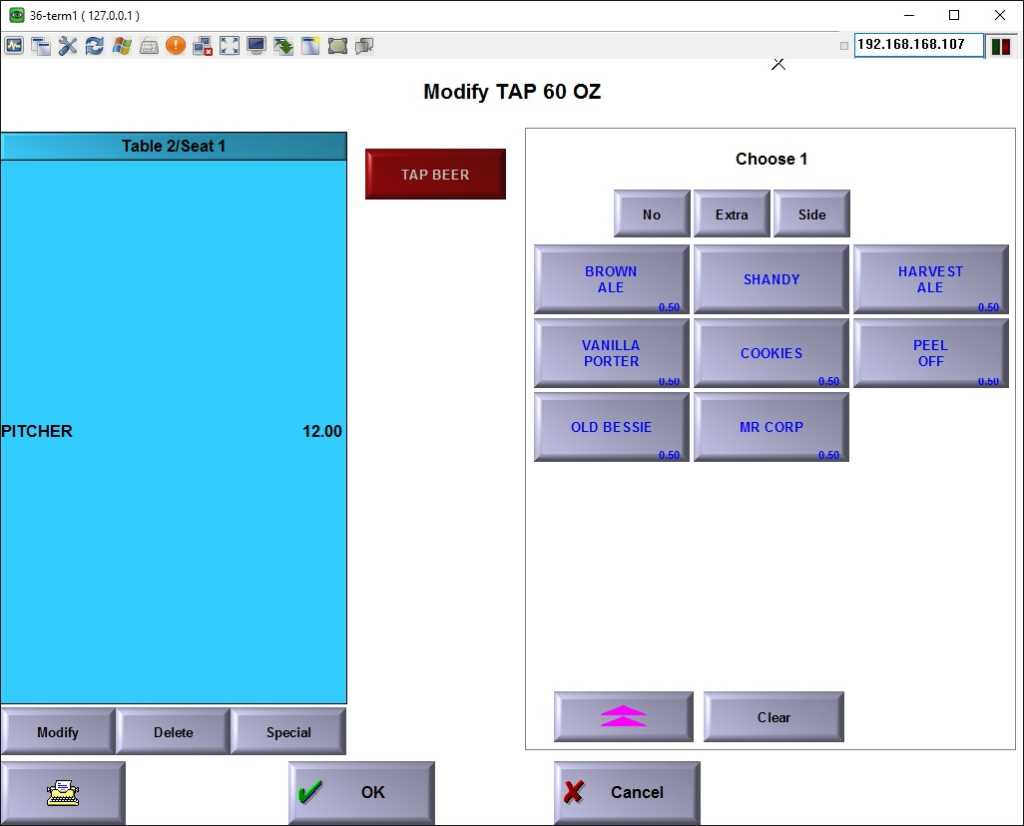 36-term1 ( 127.0.0.1 )
192.168.168.107
Modify TAP 60 OZ
Table 2/Seat 1
TAP BEER
Choose 1
No
Extra
Side
BROWN
ALE
0.50
SHANDY
HARVEST
ALE
0.50
VANILLA
PORTER
0.50
COOKIES
0.50
PEEL
OFF
0.50
PITCHER 12.00
OLD BESSIE
0.50
MR CORP
0.50
Modify
Delete
Special
Clear
OK
Cancel